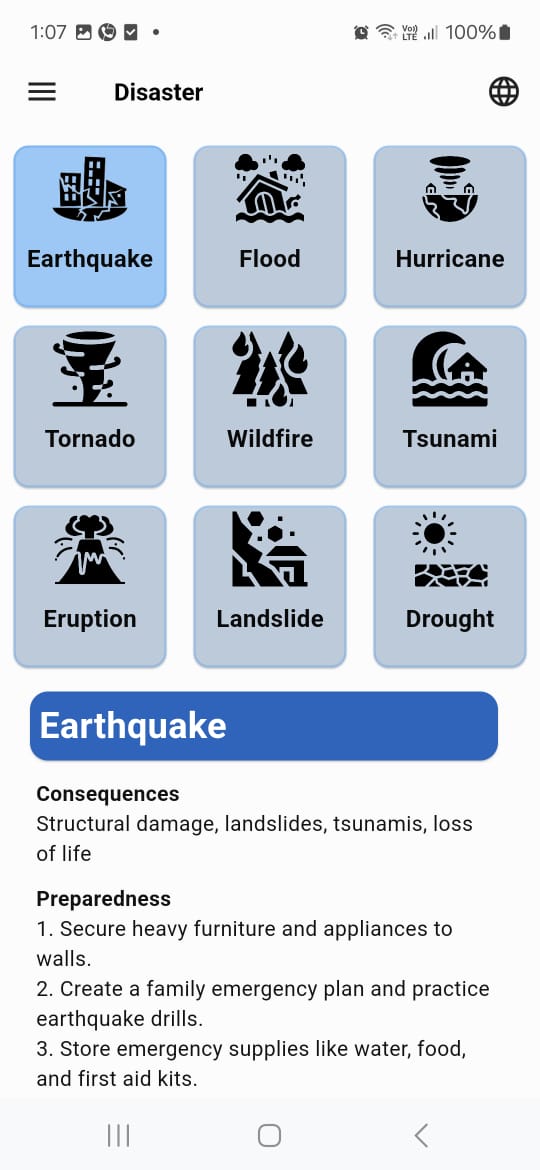 1:07
Vo))
LTE
100%
Disaster
Earthquake
Flood
Hurricane
Tornado
Wildfire
Tsunami
Eruption
Landslide
Drought
Earthquake
Consequences
Structural damage, landslides, tsunamis, loss
of life
Preparedness
1. Secure heavy furniture and appliances to
walls.
2. Create a family emergency plan and practice
earthquake drills.
3. Store emergency supplies like water, food,
and first aid kits.